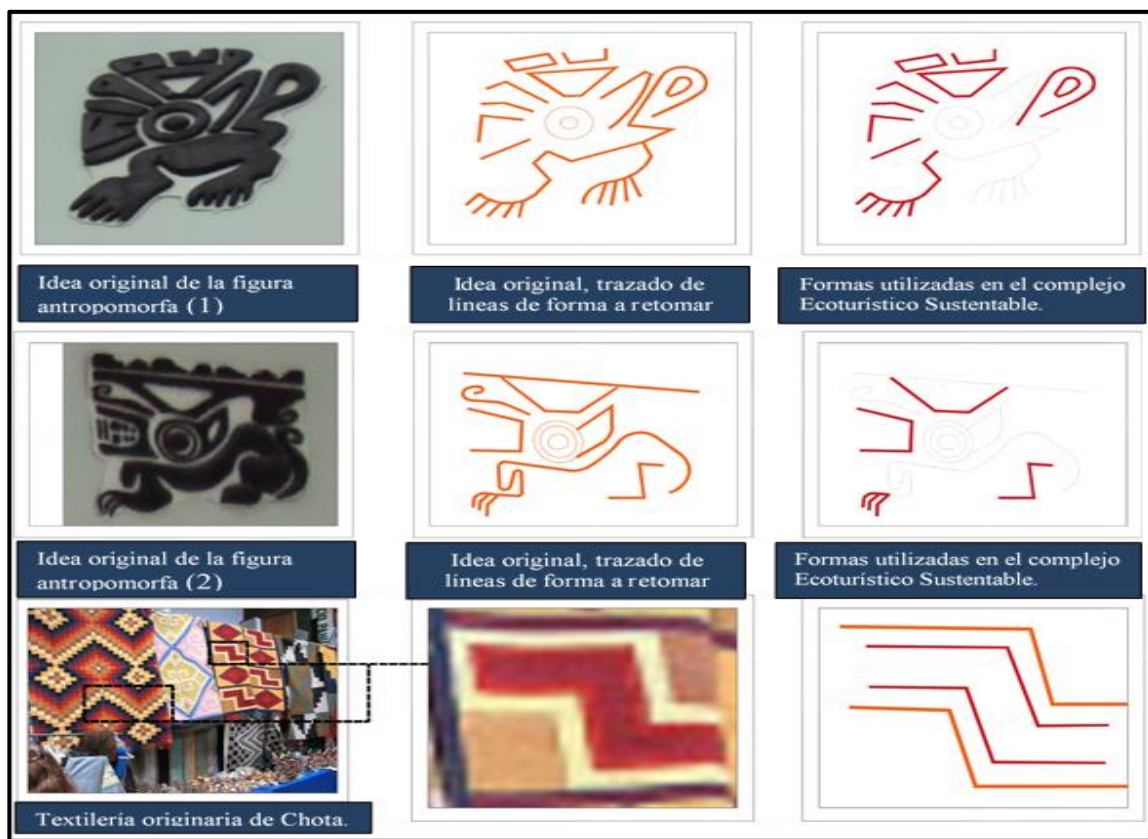 Idea original de la figura
antropomorfa (1)
Idea original, trazado de
líneas de forma a retomar
Formas utilizadas en el complejo
Ecoturístico Sustentable.
Idea original de la figura
antropomorfa (2)
Idea original, trazado de
líneas de forma a retomar
Formas utilizadas en el complejo
Ecoturístico Sustentable.
Textilería originaria de Chota.